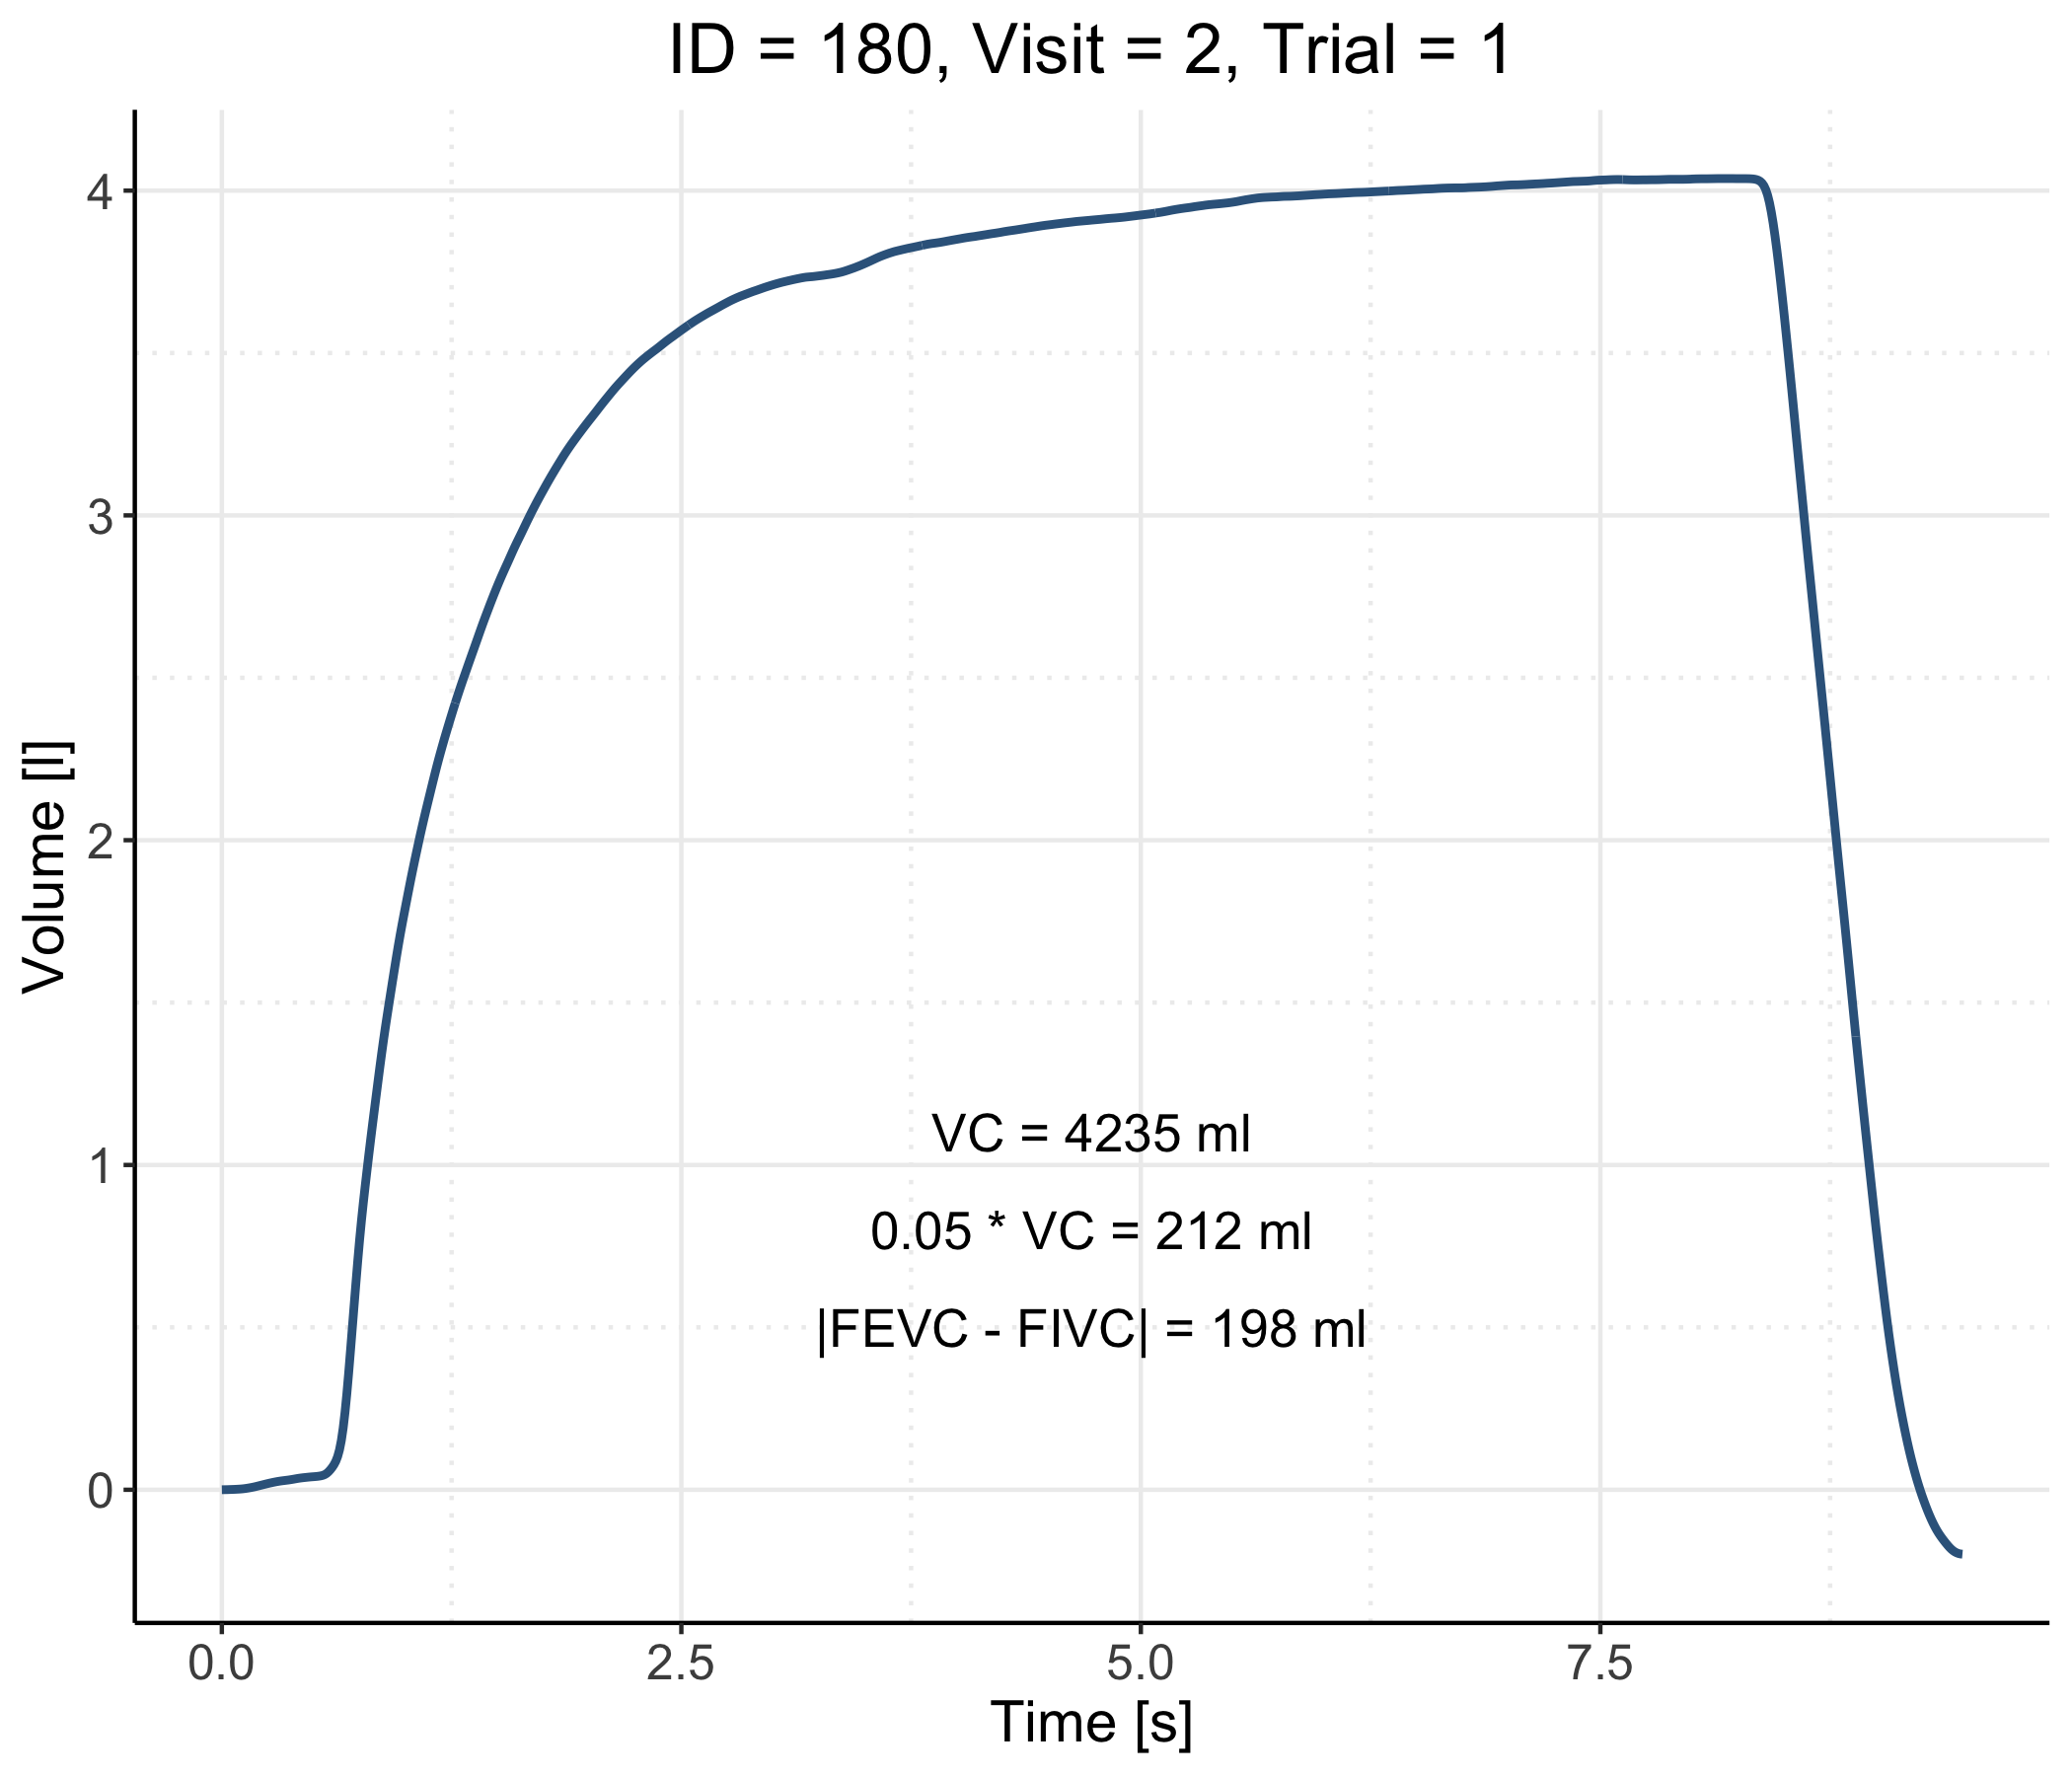 ID = 180, Visit = 2, Trial = 1
Volume [l]
4
3
2
1
0
VC = 4235 ml
0.05 * VC = 212 ml
|FEVC - FIVC| = 198 ml
0.0 2.5 5.0 7.5
Time [s]